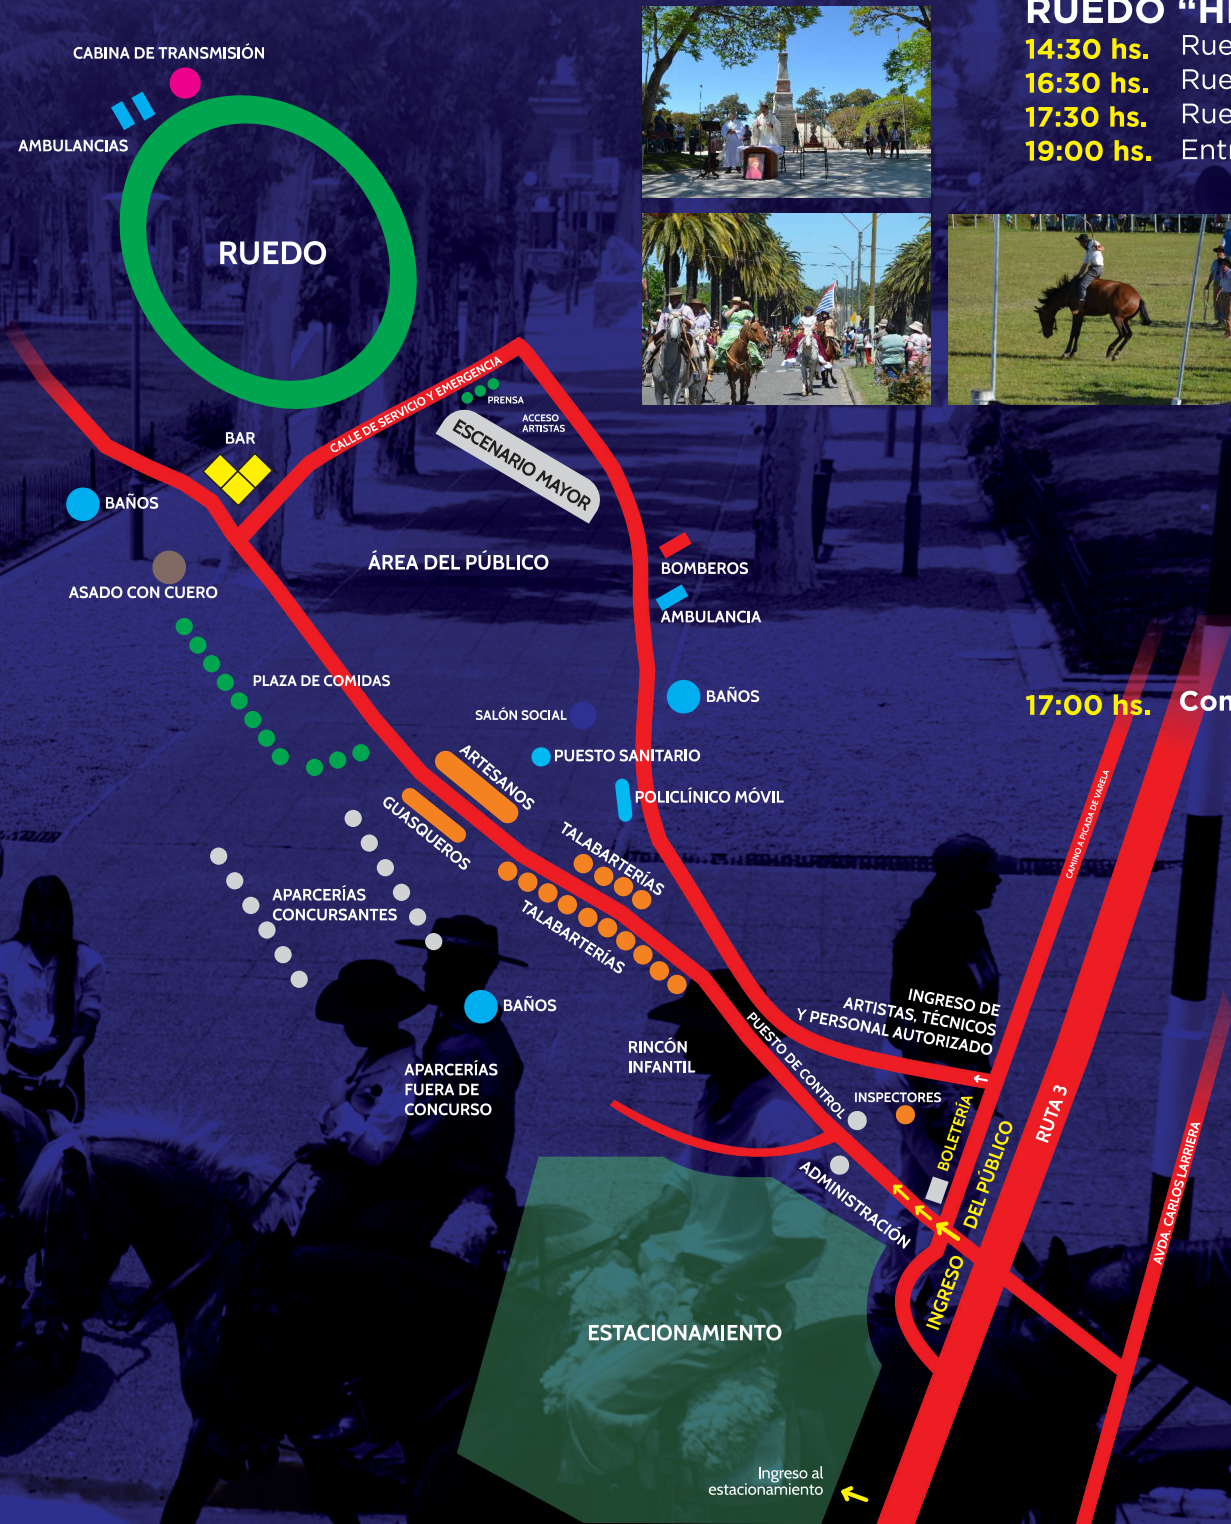 RUEDO
14:30 hs.
16:30 hs.
17:30 hs.
19:00 hs.
CABINA DE TRANSMISIÓN
AMBULANCIAS
RUEDO
CALLE DE SERVICIO Y EMERGENCIA
PRENSA
ACCESO
ARTISTAS
ESCENARIO MAYOR
BAR
BAÑOS
ÁREA DEL PÚBLICO
BOMBEROS
ASADO CON CUERO
AMBULANCIA
PLAZA DE COMIDAS
BAÑOS
17:00 hs.
SALÓN SOCIAL
PUESTO SANITARIO
ARTESANOS
POLICLÍNICO MÓVIL
GUASQUEROS
CAMINO A PICADA DE VARELA
TALABARTERÍAS
APARCERÍAS
CONCURSANTES
TALABARTERÍAS
BAÑOS
INGRESO DE
ARTISTAS, TÉCNICOS
Y PERSONAL AUTORIZADO
RINCÓN
INFANTIL
PUESTO DE CONTROL
APARCERÍAS
FUERA DE
CONCURSO
INSPECTORES
BOLETERÍA
RUTA 3
ADMINISTRACIÓN
INGRESO DEL PÚBLICO
AVDA. CARLOS LARRIERA
ESTACIONAMIENTO
Ingreso al
estacionamiento